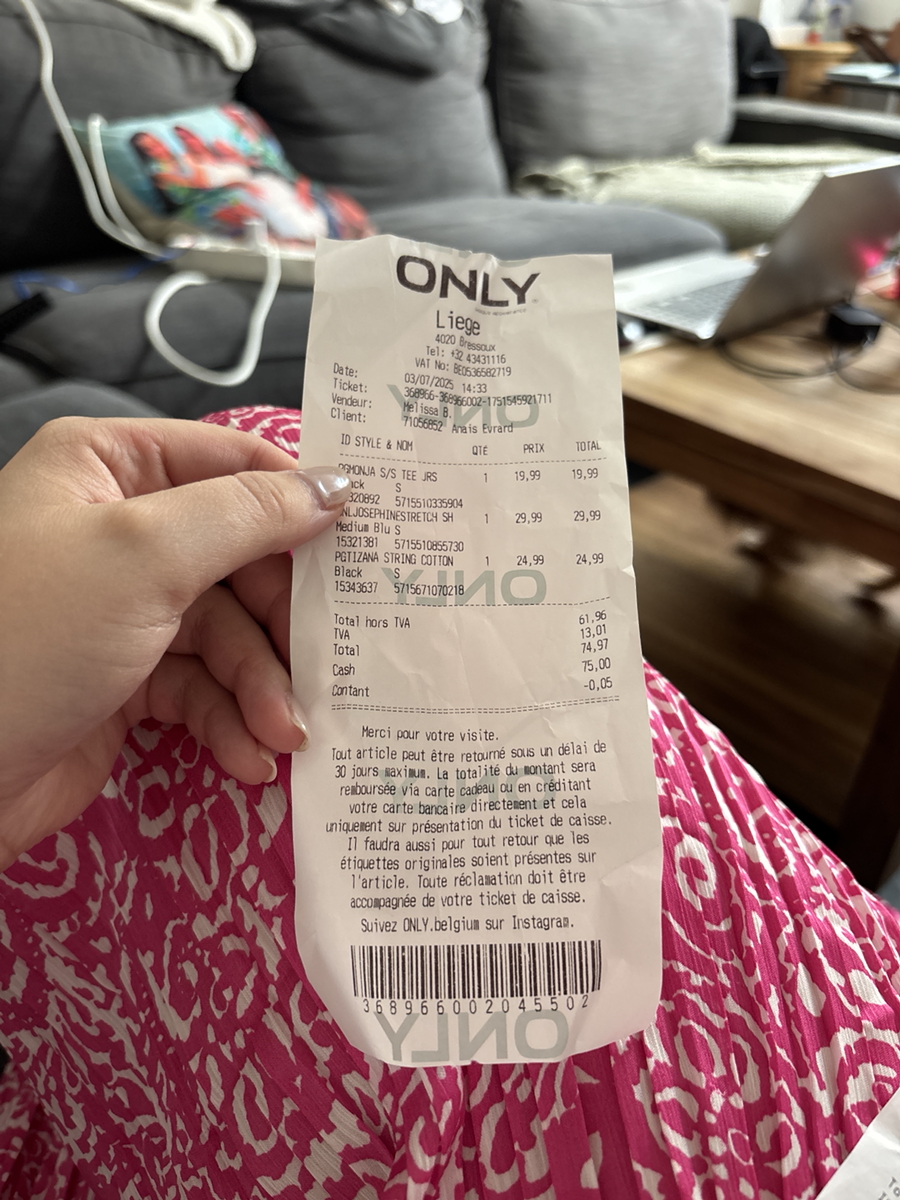 ONLY
Liege
4020 Bressoux
Tel: +32 43431116
VAT No: BE0536582719
Date: 03/07/2025 14:33
Ticket: 368966-368966002-1751545921711
Vendeur: Melissa B.
Client: 71056852 Anais Evrard
ID STYLE & NOM QTÉ PRIX TOTAL
PGMONJA S/S TEE JRS 1 19,99 19,99
S
5715510335904
NLJOSEPHINESTRETCH SH 1 29,99 29,99
Medium Blu S
15321381 5715510855730
PGTIZANA STRING COTTON 1 24,99 24,99
Black S
15343637 5715671070218
Total hors TVA 61,96
TVA 13,01
Total 74,97
Cash 75,00
Contant -0,05
Merci pour votre visite.
Tout article peut être retourné sous un délai de
30 jours maximum. La totalité du montant sera
remboursée via carte cadeau ou en créditant
votre carte bancaire directement et cela
uniquement sur présentation du ticket de caisse.
Il faudra aussi pour tout retour que les
étiquettes originales soient présentes sur
l'article. Toute réclamation doit être
accompagnée de votre ticket de caisse.
Suivez ONLY.belgium sur Instagram.
368966002045502
ONLY
ONLY
ONLY
ONLY